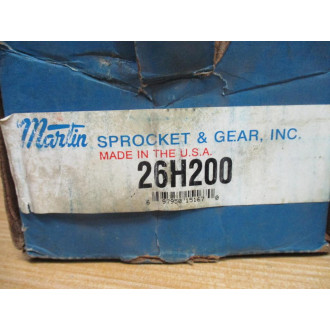 Martin SPROCKET & GEAR, INC.
MADE IN THE U.S.A.
26H200